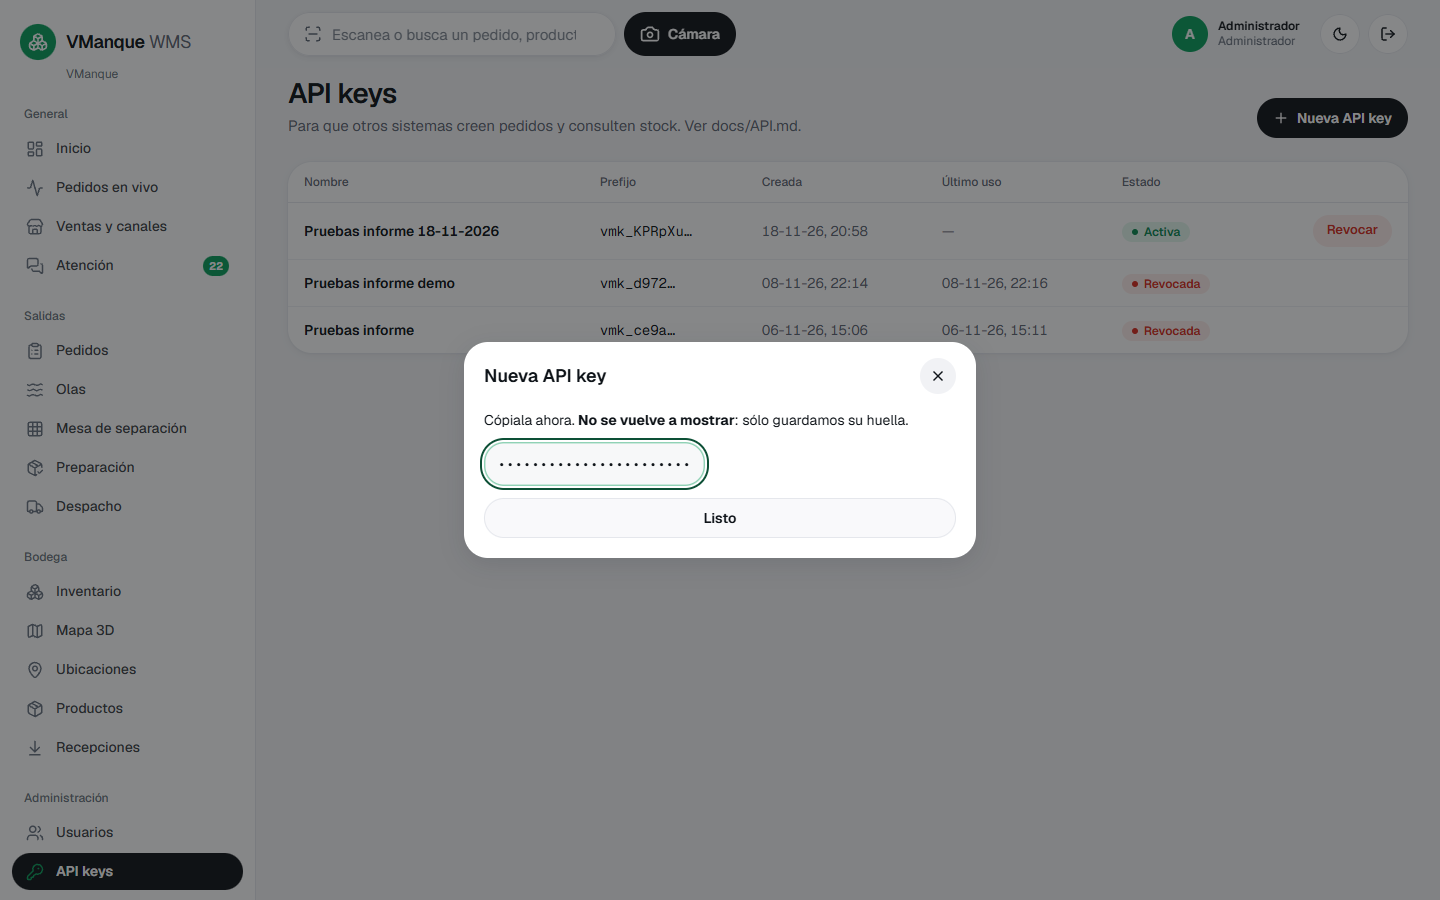 VManque WMS
VManque
General
Inicio
Pedidos en vivo
Ventas y canales
Atención
22
Salidas
Pedidos
Olas
Mesa de separación
Preparación
Despacho
Bodega
Inventario
Mapa 3D
Ubicaciones
Productos
Recepciones
Administración
Usuarios
API keys
Escanea o busca un pedido, product
Cámara
A
Administrador
Administrador
API keys
Para que otros sistemas creen pedidos y consulten stock. Ver docs/API.md.
Nueva API key
Nombre Prefijo Creada Último uso Estado
Pruebas informe 18-11-2026 vmk_KPRpXu… 18-11-26, 20:58 — Activa Revocar
Pruebas informe demo vmk_d972… 08-11-26, 22:14 08-11-26, 22:16 Revocada
Pruebas informe vmk_ce9a… 06-11-26, 15:06 06-11-26, 15:11 Revocada
Nueva API key
Cópiala ahora. No se vuelve a mostrar: sólo guardamos su huella.
•••••••••••••••••••••••
Listo